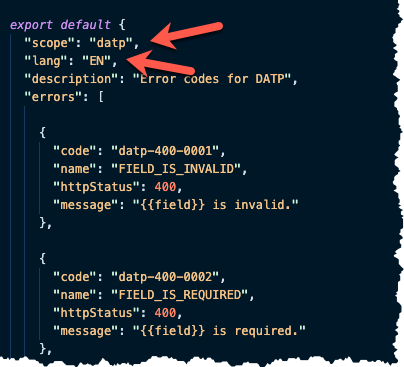 export default {
"scope": "datp",
"lang": "EN",
"description": "Error codes for DATP",
"errors": [
{
"code": "datp-400-0001",
"name": "FIELD_IS_INVALID",
"httpStatus": 400,
"message": "{{field}} is invalid."
},
{
"code": "datp-400-0002",
"name": "FIELD_IS_REQUIRED",
"httpStatus": 400,
"message": "{{field}} is required."
},